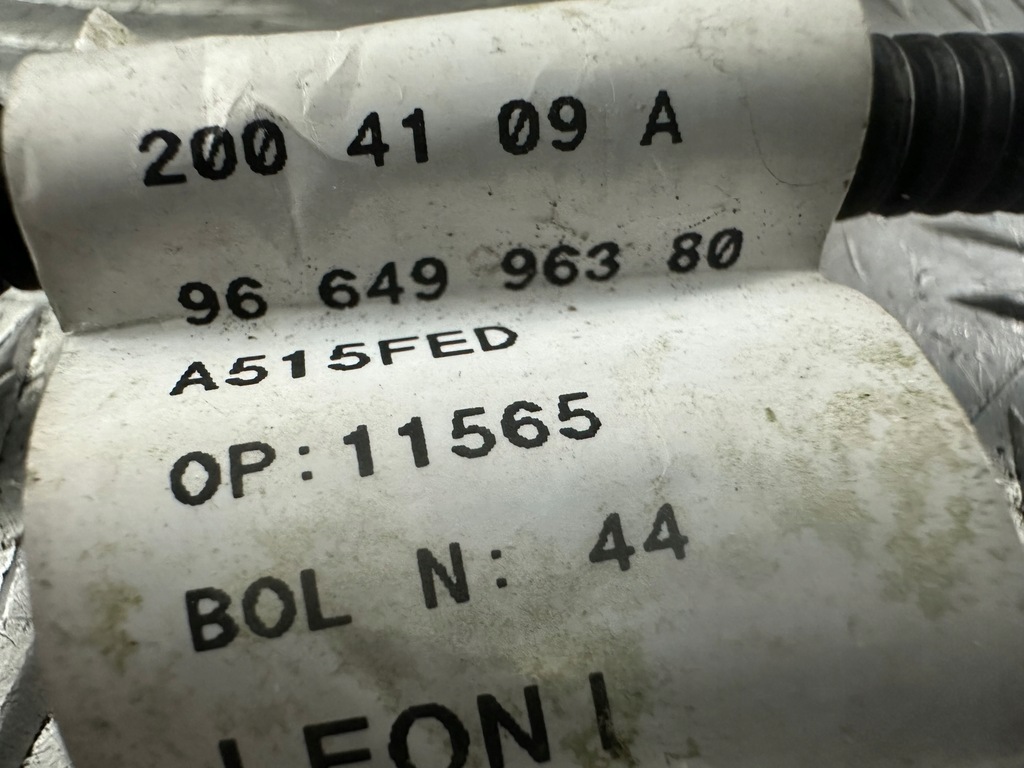 200 41 09 A
96 649 963 80
A515FED
OP:11565
BOL N: 44
LEONI